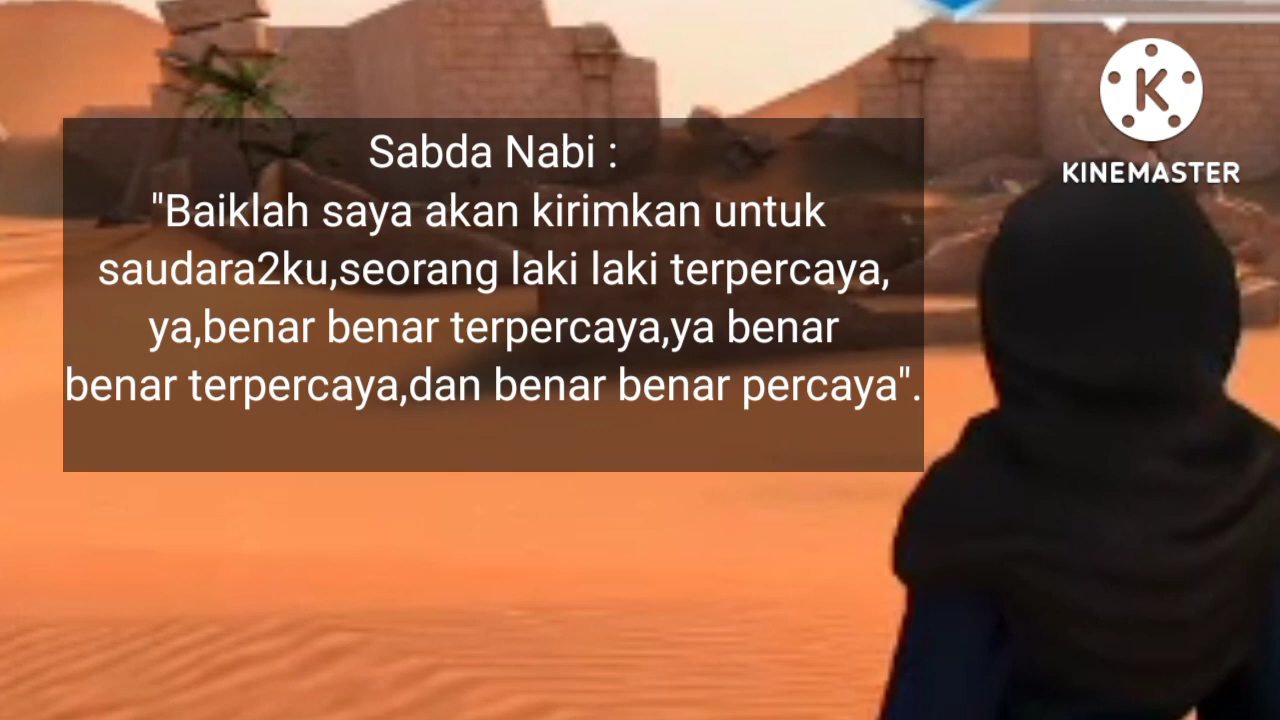 Sabda Nabi :
"Baiklah saya akan kirimkan untuk
saudara2ku,seorang laki laki terpercaya,
ya,benar benar terpercaya,ya benar
benar terpercaya,dan benar benar percaya".
K
KINEMASTER